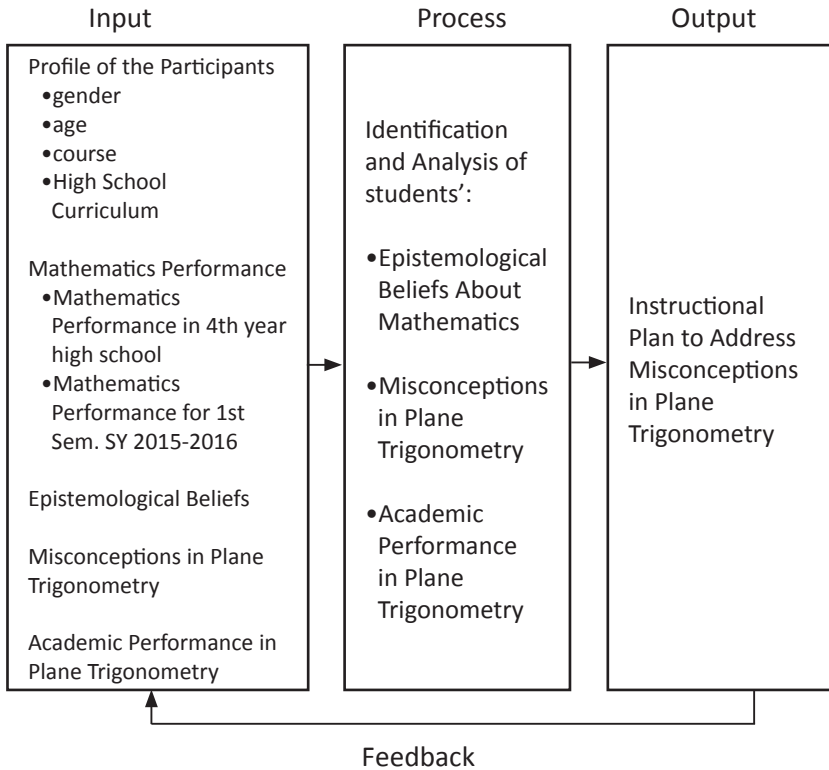 Input
Profile of the Participants
•gender
•age
•course
•High School
Curriculum
Mathematics Performance
•Mathematics
Performance in 4th year
high school
•Mathematics
Performance for 1st
Sem. SY 2015-2016
Epistemological Beliefs
Misconceptions in Plane
Trigonometry
Academic Performance in
Plane Trigonometry
Process
Identification
and Analysis of
students’:
•Epistemological
Beliefs About
Mathematics
•Misconceptions
in Plane
Trigonometry
•Academic
Performance
in Plane
Trigonometry
Output
Instructional
Plan to Address
Misconceptions
in Plane
Trigonometry
Feedback